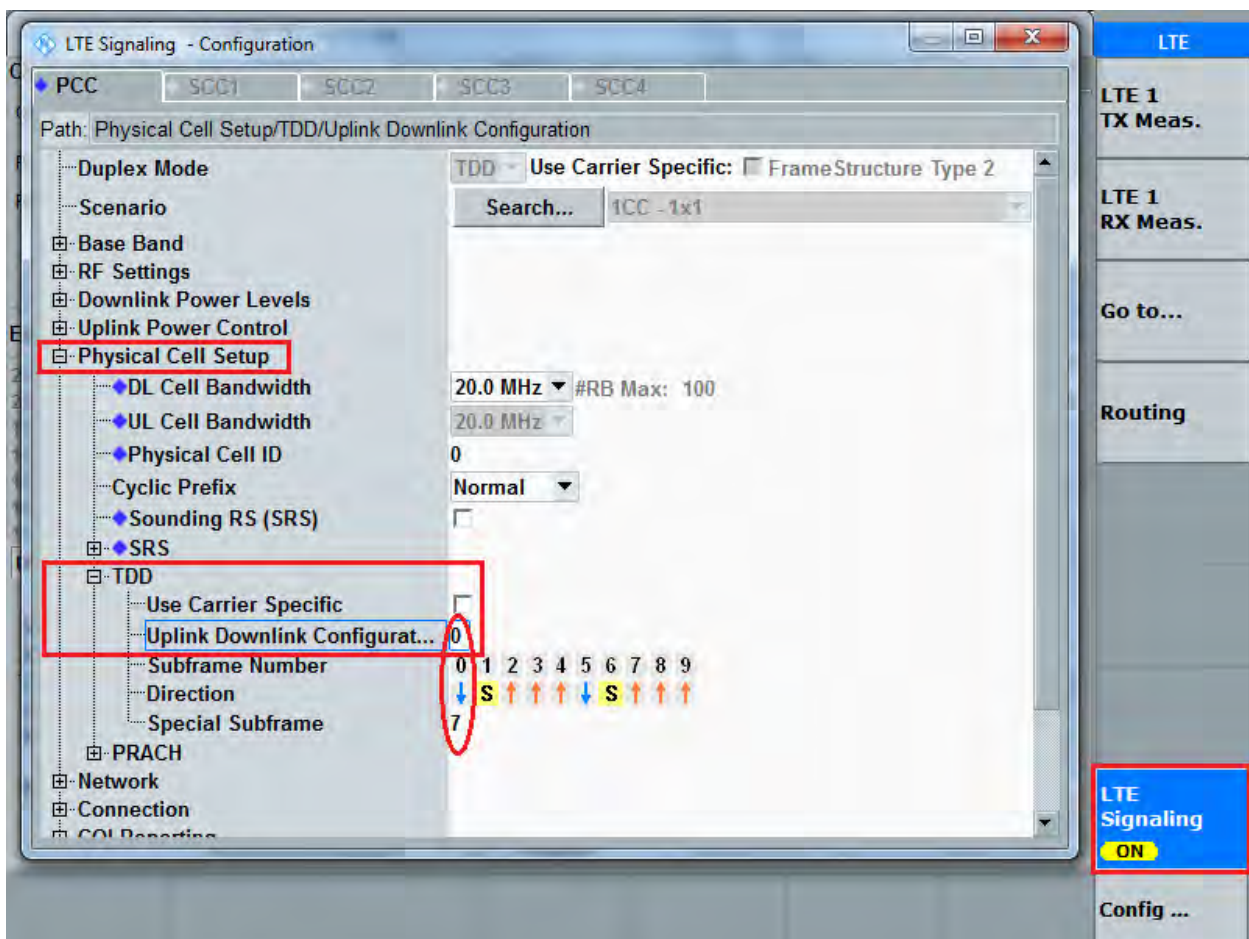 LTE Signaling - Configuration
PCC SCC1 SCC2 SCC3 SCC4
Path: Physical Cell Setup/TDD/Uplink Downlink Configuration
Duplex Mode TDD Use Carrier Specific: FrameStructure Type 2
Scenario Search... 1CC - 1x1
Base Band
RF Settings
Downlink Power Levels
Uplink Power Control
Physical Cell Setup
DL Cell Bandwidth 20.0 MHz #RB Max: 100
UL Cell Bandwidth 20.0 MHz
Physical Cell ID 0
Cyclic Prefix Normal
Sounding RS (SRS)
SRS
TDD
Use Carrier Specific
Uplink Downlink Configurat... 0
Subframe Number 0 1 2 3 4 5 6 7 8 9
Direction ↓ S ↑ ↑ ↑ ↓ S ↑ ↑ ↑
Special Subframe 7
PRACH
Network
Connection
CQI Reporting
LTE
LTE 1
TX Meas.
LTE 1
RX Meas.
Go to...
Routing
LTE
Signaling
ON
Config ...